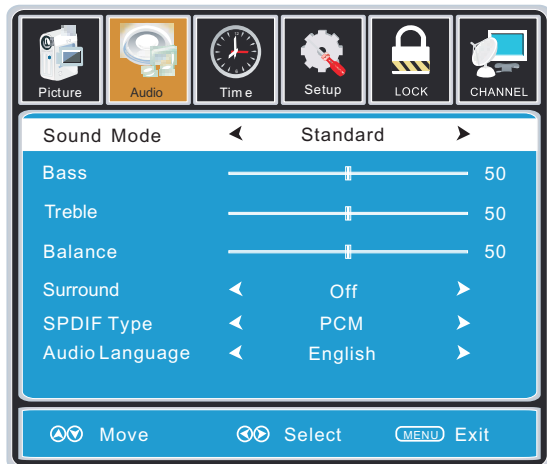 Picture Audio Time Setup LOCK CHANNEL
Sound Mode Standard
Bass 50
Treble 50
Balance 50
Surround Off
SPDIF Type PCM
Audio Language English
Move Select MENU Exit